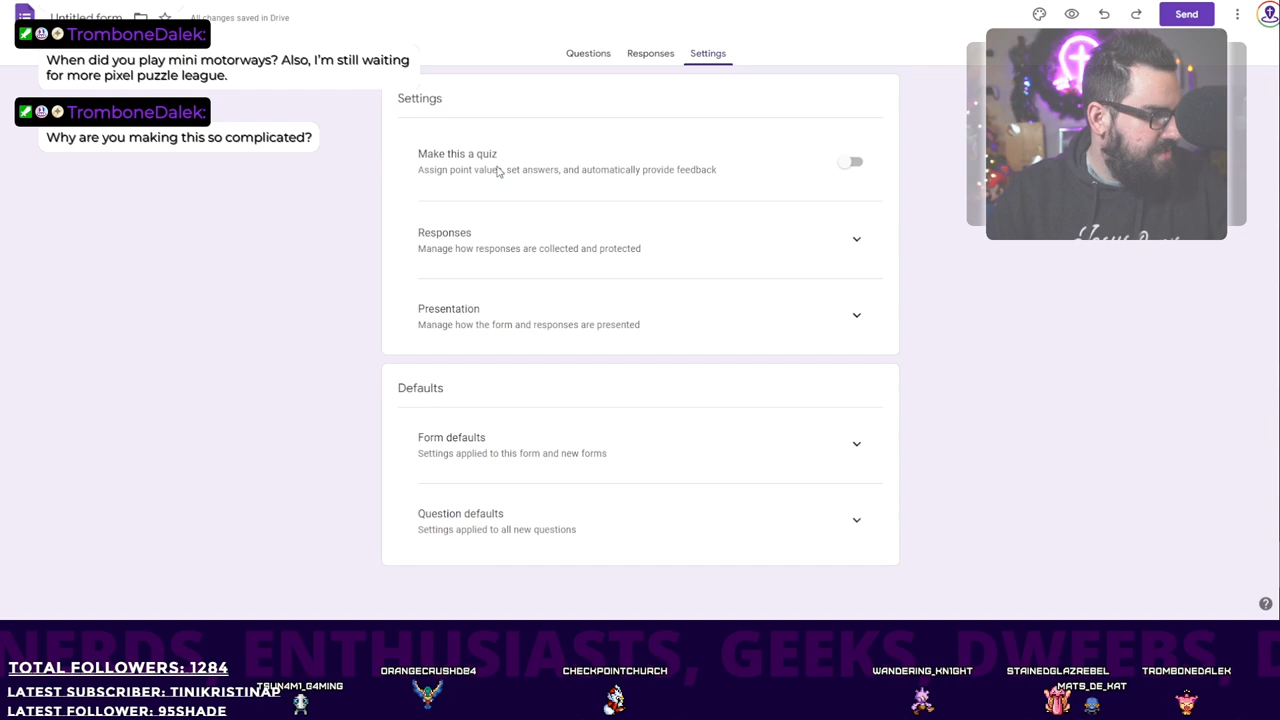 Untitled form
All changes saved in Drive
Send
TromboneDalek:
When did you play mini motorways? Also, I'm still waiting
for more pixel puzzle league.
TromboneDalek:
Why are you making this so complicated?
Questions
Responses
Settings
Settings
Make this a quiz
Assign point values, set answers, and automatically provide feedback
Responses
Manage how responses are collected and protected
Presentation
Manage how the form and responses are presented
Defaults
Form defaults
Settings applied to this form and new forms
Question defaults
Settings applied to all new questions
NERDS, ENTHUSIASTS, GEEKS, DWEEBS, D
TOTAL FOLLOWERS: 1284
LATEST SUBSCRIBER: TINIKRISTINAP
LATEST FOLLOWER: 95SHADE
ORANGECRUSHD84
CHECKPOINTCHURCH
WANDERING_KNIGHT
STAINEDGLAZREBEL
TROMBONEDALEK
MATS_DE_KAT